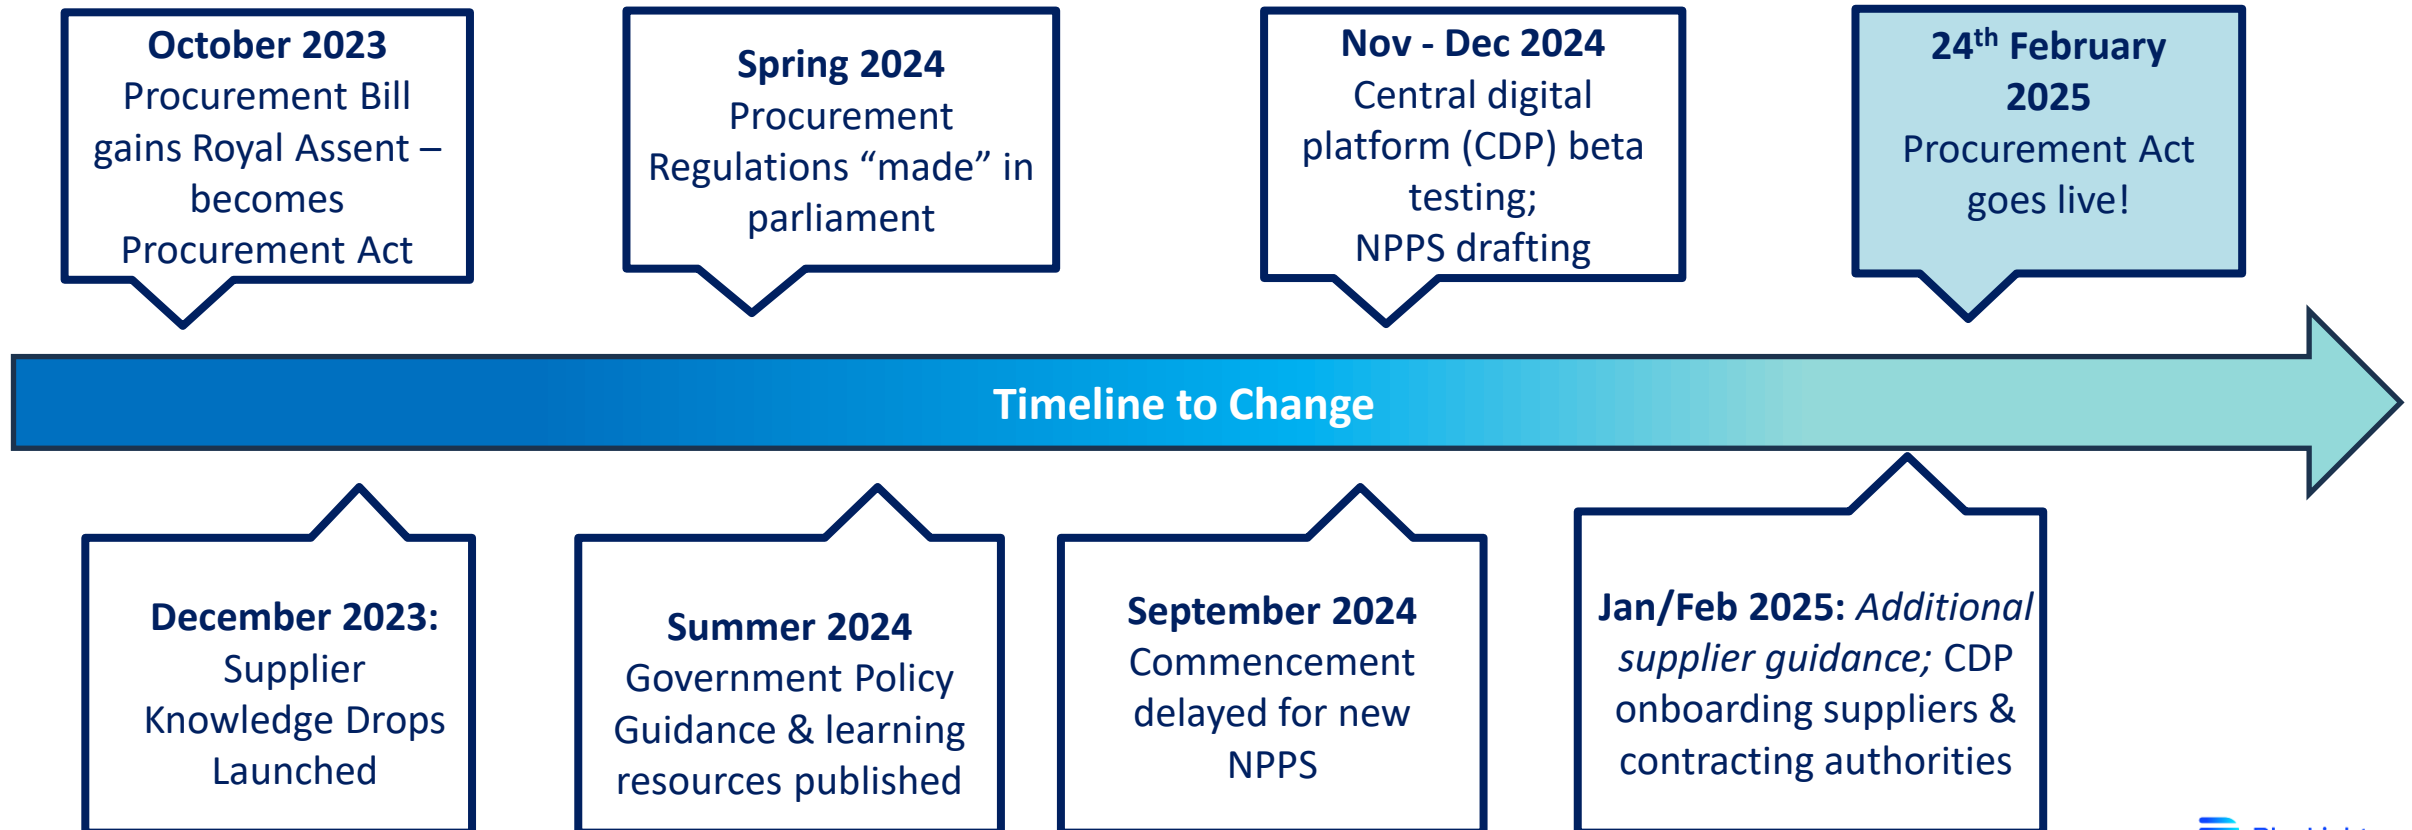 October 2023
Procurement Bill
gains Royal Assent –
becomes
Procurement Act
Spring 2024
Procurement
Regulations “made” in
parliament
Nov - Dec 2024
Central digital
platform (CDP) beta
testing;
NPPS drafting
24th February
2025
Procurement Act
goes live!
Timeline to Change
December 2023:
Supplier
Knowledge Drops
Launched
Summer 2024
Government Policy
Guidance & learning
resources published
September 2024
Commencement
delayed for new
NPPS
Jan/Feb 2025: Additional
supplier guidance; CDP
onboarding suppliers &
contracting authorities